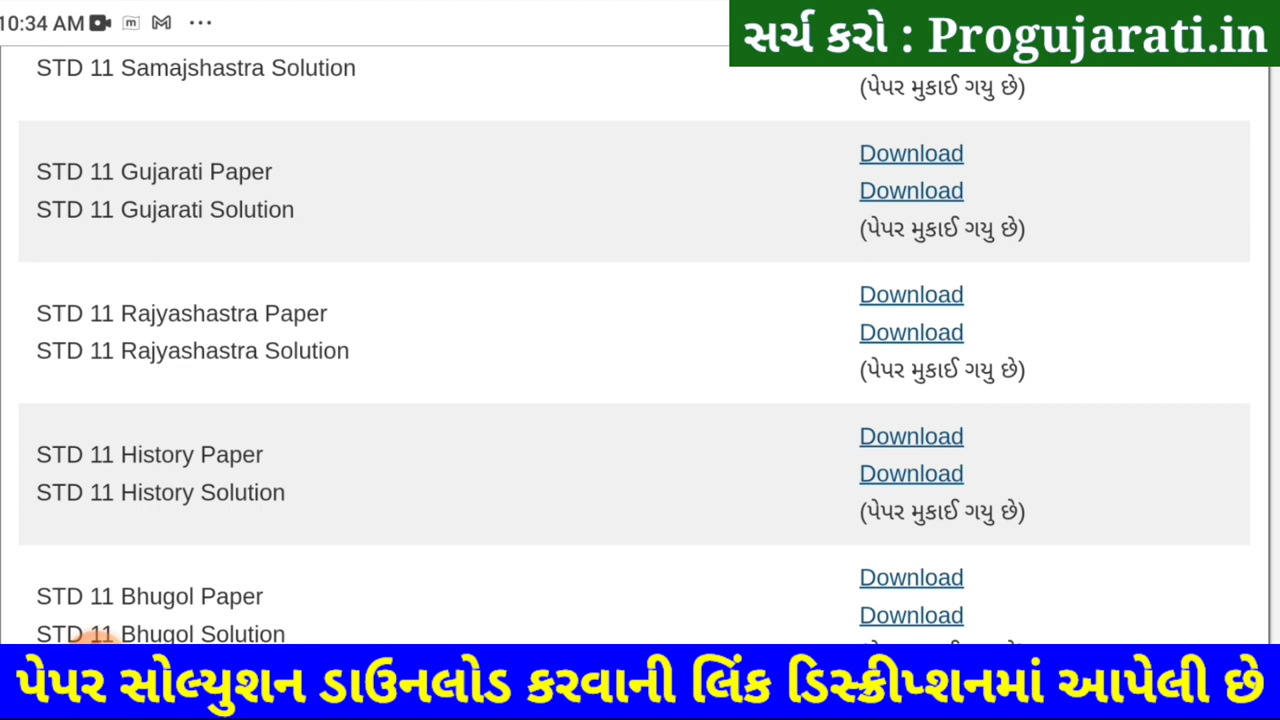 10:34 AM
સર્ચ કરો : Progujarati.in
STD 11 Samajshastra Solution
(પેપર મુકાઈ ગયુ છે)
STD 11 Gujarati Paper
Download
STD 11 Gujarati Solution
Download
(પેપર મુકાઈ ગયુ છે)
STD 11 Rajyashastra Paper
Download
STD 11 Rajyashastra Solution
Download
(પેપર મુકાઈ ગયુ છે)
STD 11 History Paper
Download
STD 11 History Solution
Download
(પેપર મુકાઈ ગયુ છે)
STD 11 Bhugol Paper
Download
STD 11 Bhugol Solution
Download
પેપર સોલ્યુશન ડાઉનલોડ કરવાની લિંક ડિસ્ક્રીપ્શનમાં આપેલી છે